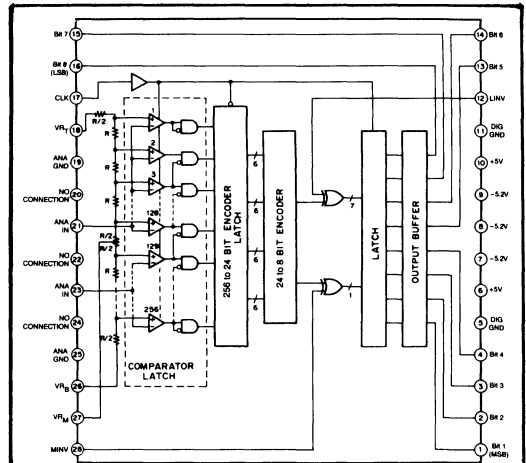 Bit 7 15
Bit 8 (LSB) 16
CLK 17
VRT 18
ANA GND 19
NO CONNECTION 20
ANA IN 21
NO CONNECTION 22
ANA IN 23
NO CONNECTION 24
ANA GND 25
VRB 26
VRM 27
MINV 28
R/2
R
R
R
R/2
R/2
R
R/2
1
2
3
128
129
256
COMPARATOR
LATCH
256 to 24 BIT ENCODER
LATCH
6
6
6
6
24 to 8 BIT ENCODER
7
1
LATCH
OUTPUT BUFFER
14 Bit 6
13 Bit 5
12 LINV
11 DIG GND
10 +5V
9 -5.2V
8 -5.2V
7 -5.2V
6 +5V
5 DIG GND
4 Bit 4
3 Bit 3
2 Bit 2
1 Bit 1 (MSB)